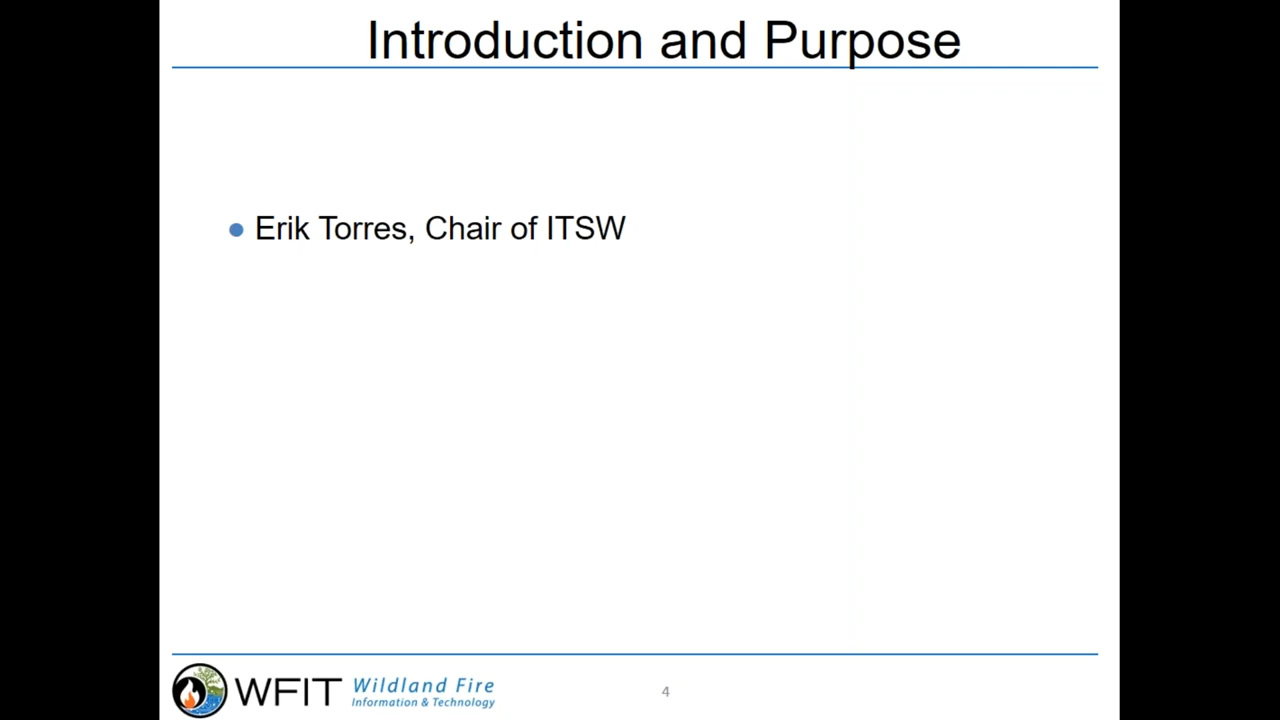 Introduction and Purpose
Erik Torres, Chair of ITSW
WFIT Wildland Fire
Information & Technology
4